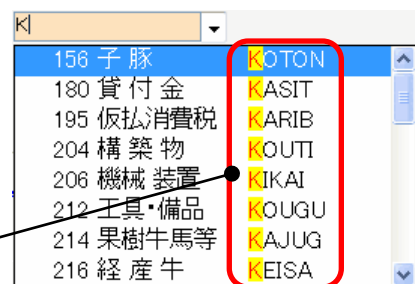 K
156 子 豚 KOTON
180 貸 付 金 KASIT
195 仮払消費税 KARIB
204 構 築 物 KOUTI
206 機械 装置 KIKAI
212 工具・備品 KOUGU
214 果樹牛馬等 KAJUG
216 経 産 牛 KEISA